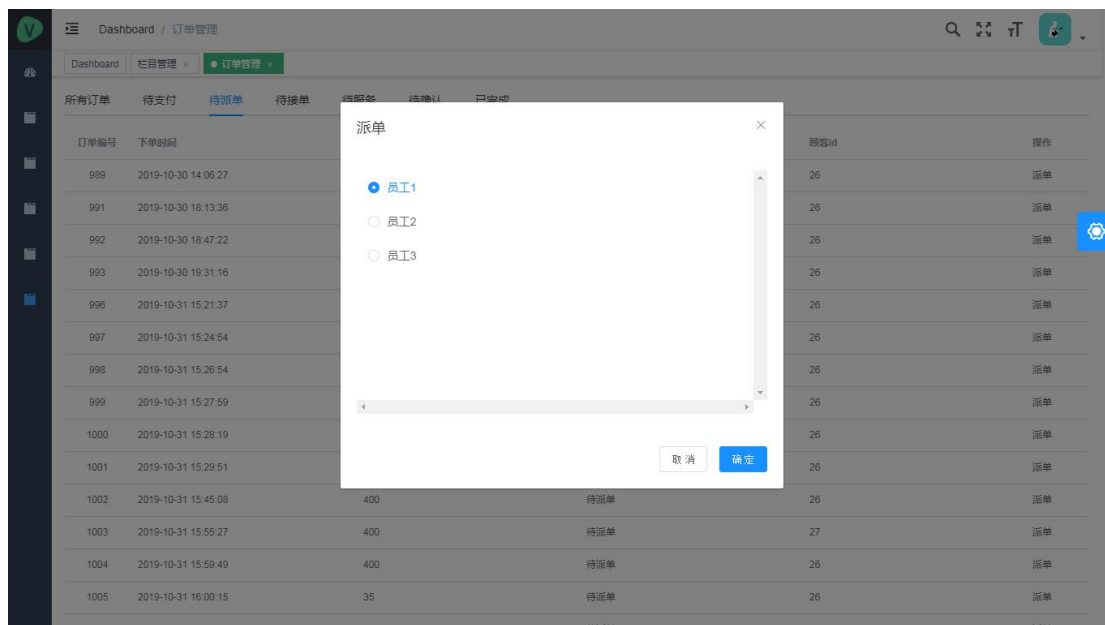 V
Dashboard / 订单管理
Dashboard 栏目管理 × ● 订单管理 ×
所有订单 待支付 待派单 待接单 待服务 待确认 已完成
派单 ×
订单编号 下单时间 顾客id 操作
989 2019-10-30 14:06:27 26 派单
员工1
991 2019-10-30 18:13:36 26 派单
员工2
992 2019-10-30 18:47:22 26 派单
员工3
993 2019-10-30 19:31:16 26 派单
996 2019-10-31 15:21:37 26 派单
997 2019-10-31 15:24:54 26 派单
998 2019-10-31 15:26:54 26 派单
999 2019-10-31 15:27:59 26 派单
1000 2019-10-31 15:28:19 26 派单
取消 确定
1001 2019-10-31 15:29:51 26 派单
1002 2019-10-31 15:45:08 400 待派单 26 派单
1003 2019-10-31 15:55:27 400 待派单 27 派单
1004 2019-10-31 15:59:49 400 待派单 26 派单
1005 2019-10-31 16:00:15 35 待派单 26 派单